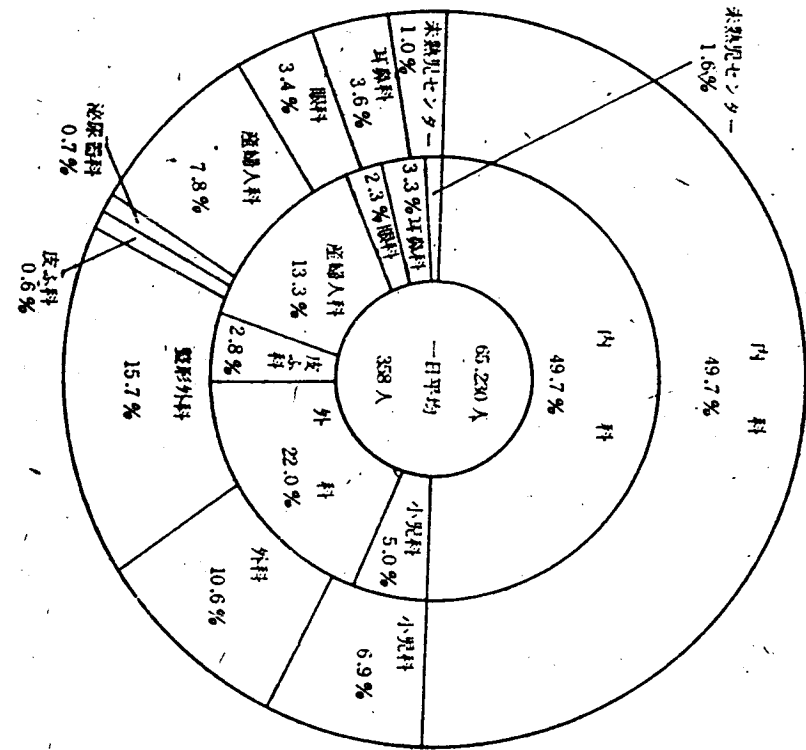 内科
49.7%
小児科
6.9%
外科
10.6%
整形外科
15.7%
皮ふ科
0.6%
泌尿器科
0.7%
産婦人科
7.8%
眼科
3.4%
耳鼻科
3.6%
未熟児センター
1.0%
内科
49.7%
小児科
5.0%
外科
22.0%
皮ふ科
2.8%
産婦人科
13.3%
2.3%眼科
3.3%耳鼻科
未熟児センター
1.6%
65.230人
一日平均
358人